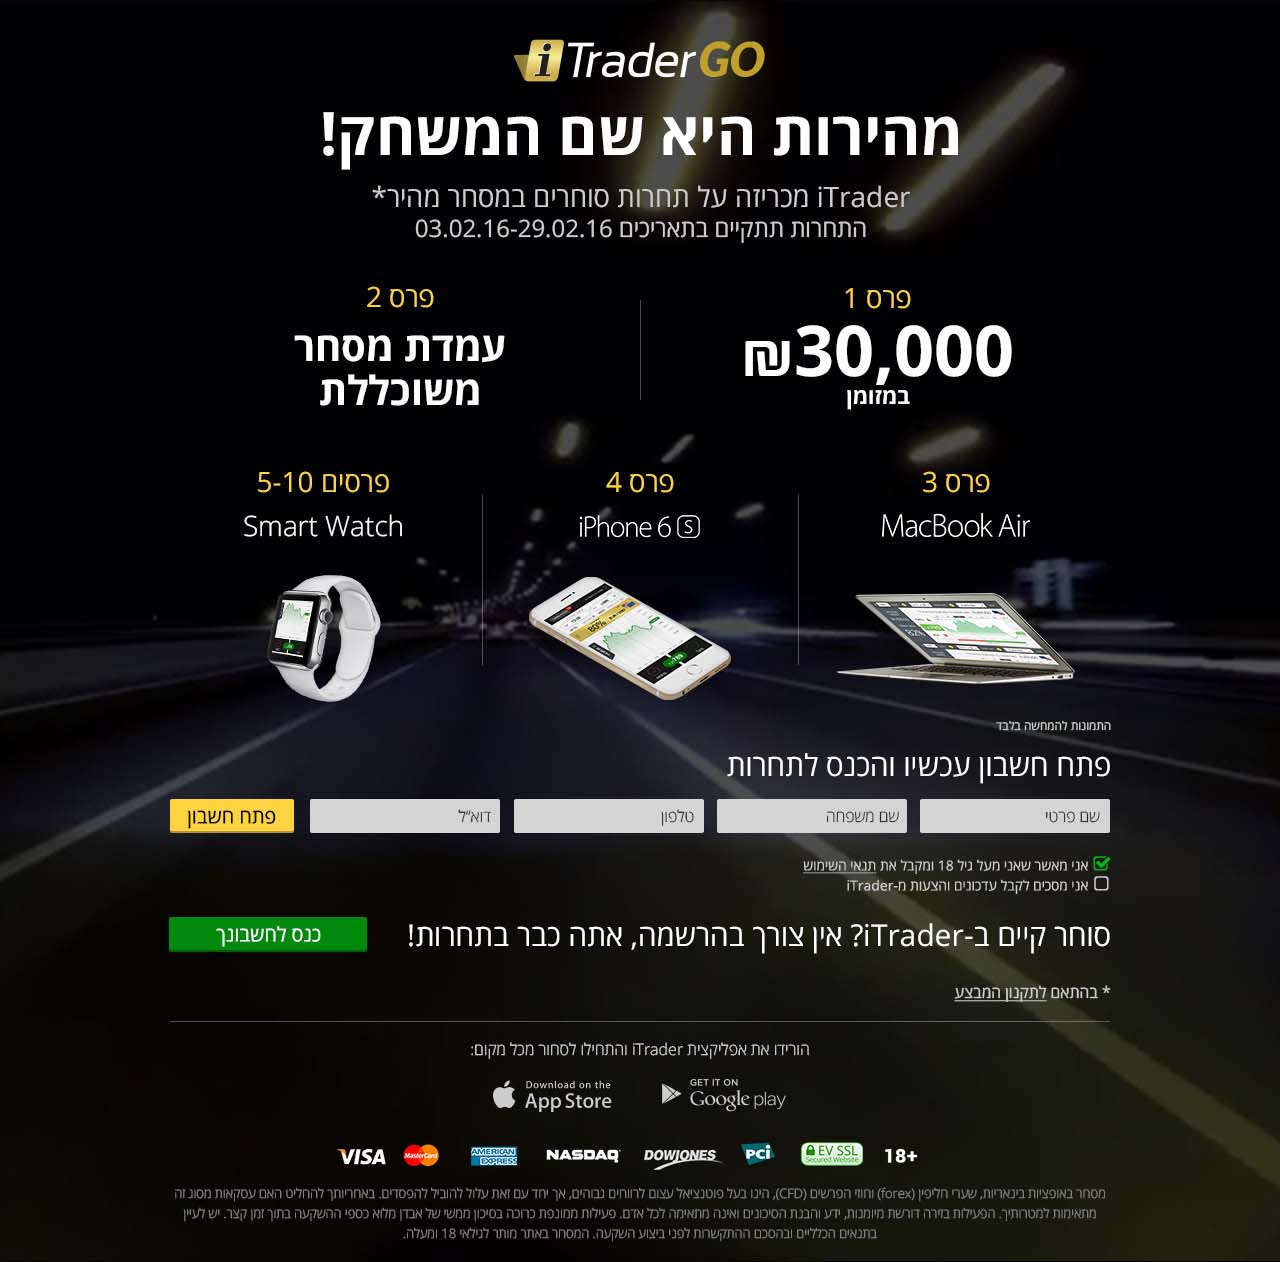 iTraderGO
מהירות היא שם המשחק!
iTrader מכריזה על תחרות סוחרים במסחר מהיר*
התחרות תתקיים בתאריכים 03.02.16-29.02.16
פרס 1
₪30,000
במזומן
פרס 2
עמדת מסחר
משוכללת
פרס 3
MacBook Air
פרס 4
iPhone 6 S
80%
פרסים 5-10
Smart Watch
התמונות להמחשה בלבד
פתח חשבון עכשיו והכנס לתחרות
שם פרטי
שם משפחה
טלפון
דוא"ל
פתח חשבון
אני מאשר שאני מעל גיל 18 ומקבל את תנאי השימוש
אני מסכים לקבל עדכונים והצעות מ-iTrader
סוחר קיים ב-iTrader? אין צורך בהרשמה, אתה כבר בתחרות!
כנס לחשבונך
* בהתאם לתקנון המבצע
הורידו את אפליקצית iTrader והתחילו לסחור מכל מקום:
Download on the
App Store
GET IT ON
Google play
VISA MasterCard AMERICAN EXPRESS NASDAQ DOWJONES PCi EV SSL Secured Website 18+
מסחר באופציות בינאריות, שערי חליפין (forex) וחוזי הפרשים (CFD), הינו בעל פוטנציאל עצום לרווחים גבוהים, אך יחד עם זאת עלול להוביל להפסדים. באחריותך להחליט האם עסקאות מסוג זה
מתאימות למטרותיך. הפעילות בזירה דורשת מיומנות, ידע והבנת הסיכונים ואינה מתאימה לכל אדם. פעילות ממונפת כרוכה בסיכון ממשי של אבדן מלוא כספי ההשקעה בתוך זמן קצר. יש לעיין
בתנאים הכלליים ובהסכם ההתקשרות לפני ביצוע השקעה. המסחר באתר מותר לגילאי 18 ומעלה.